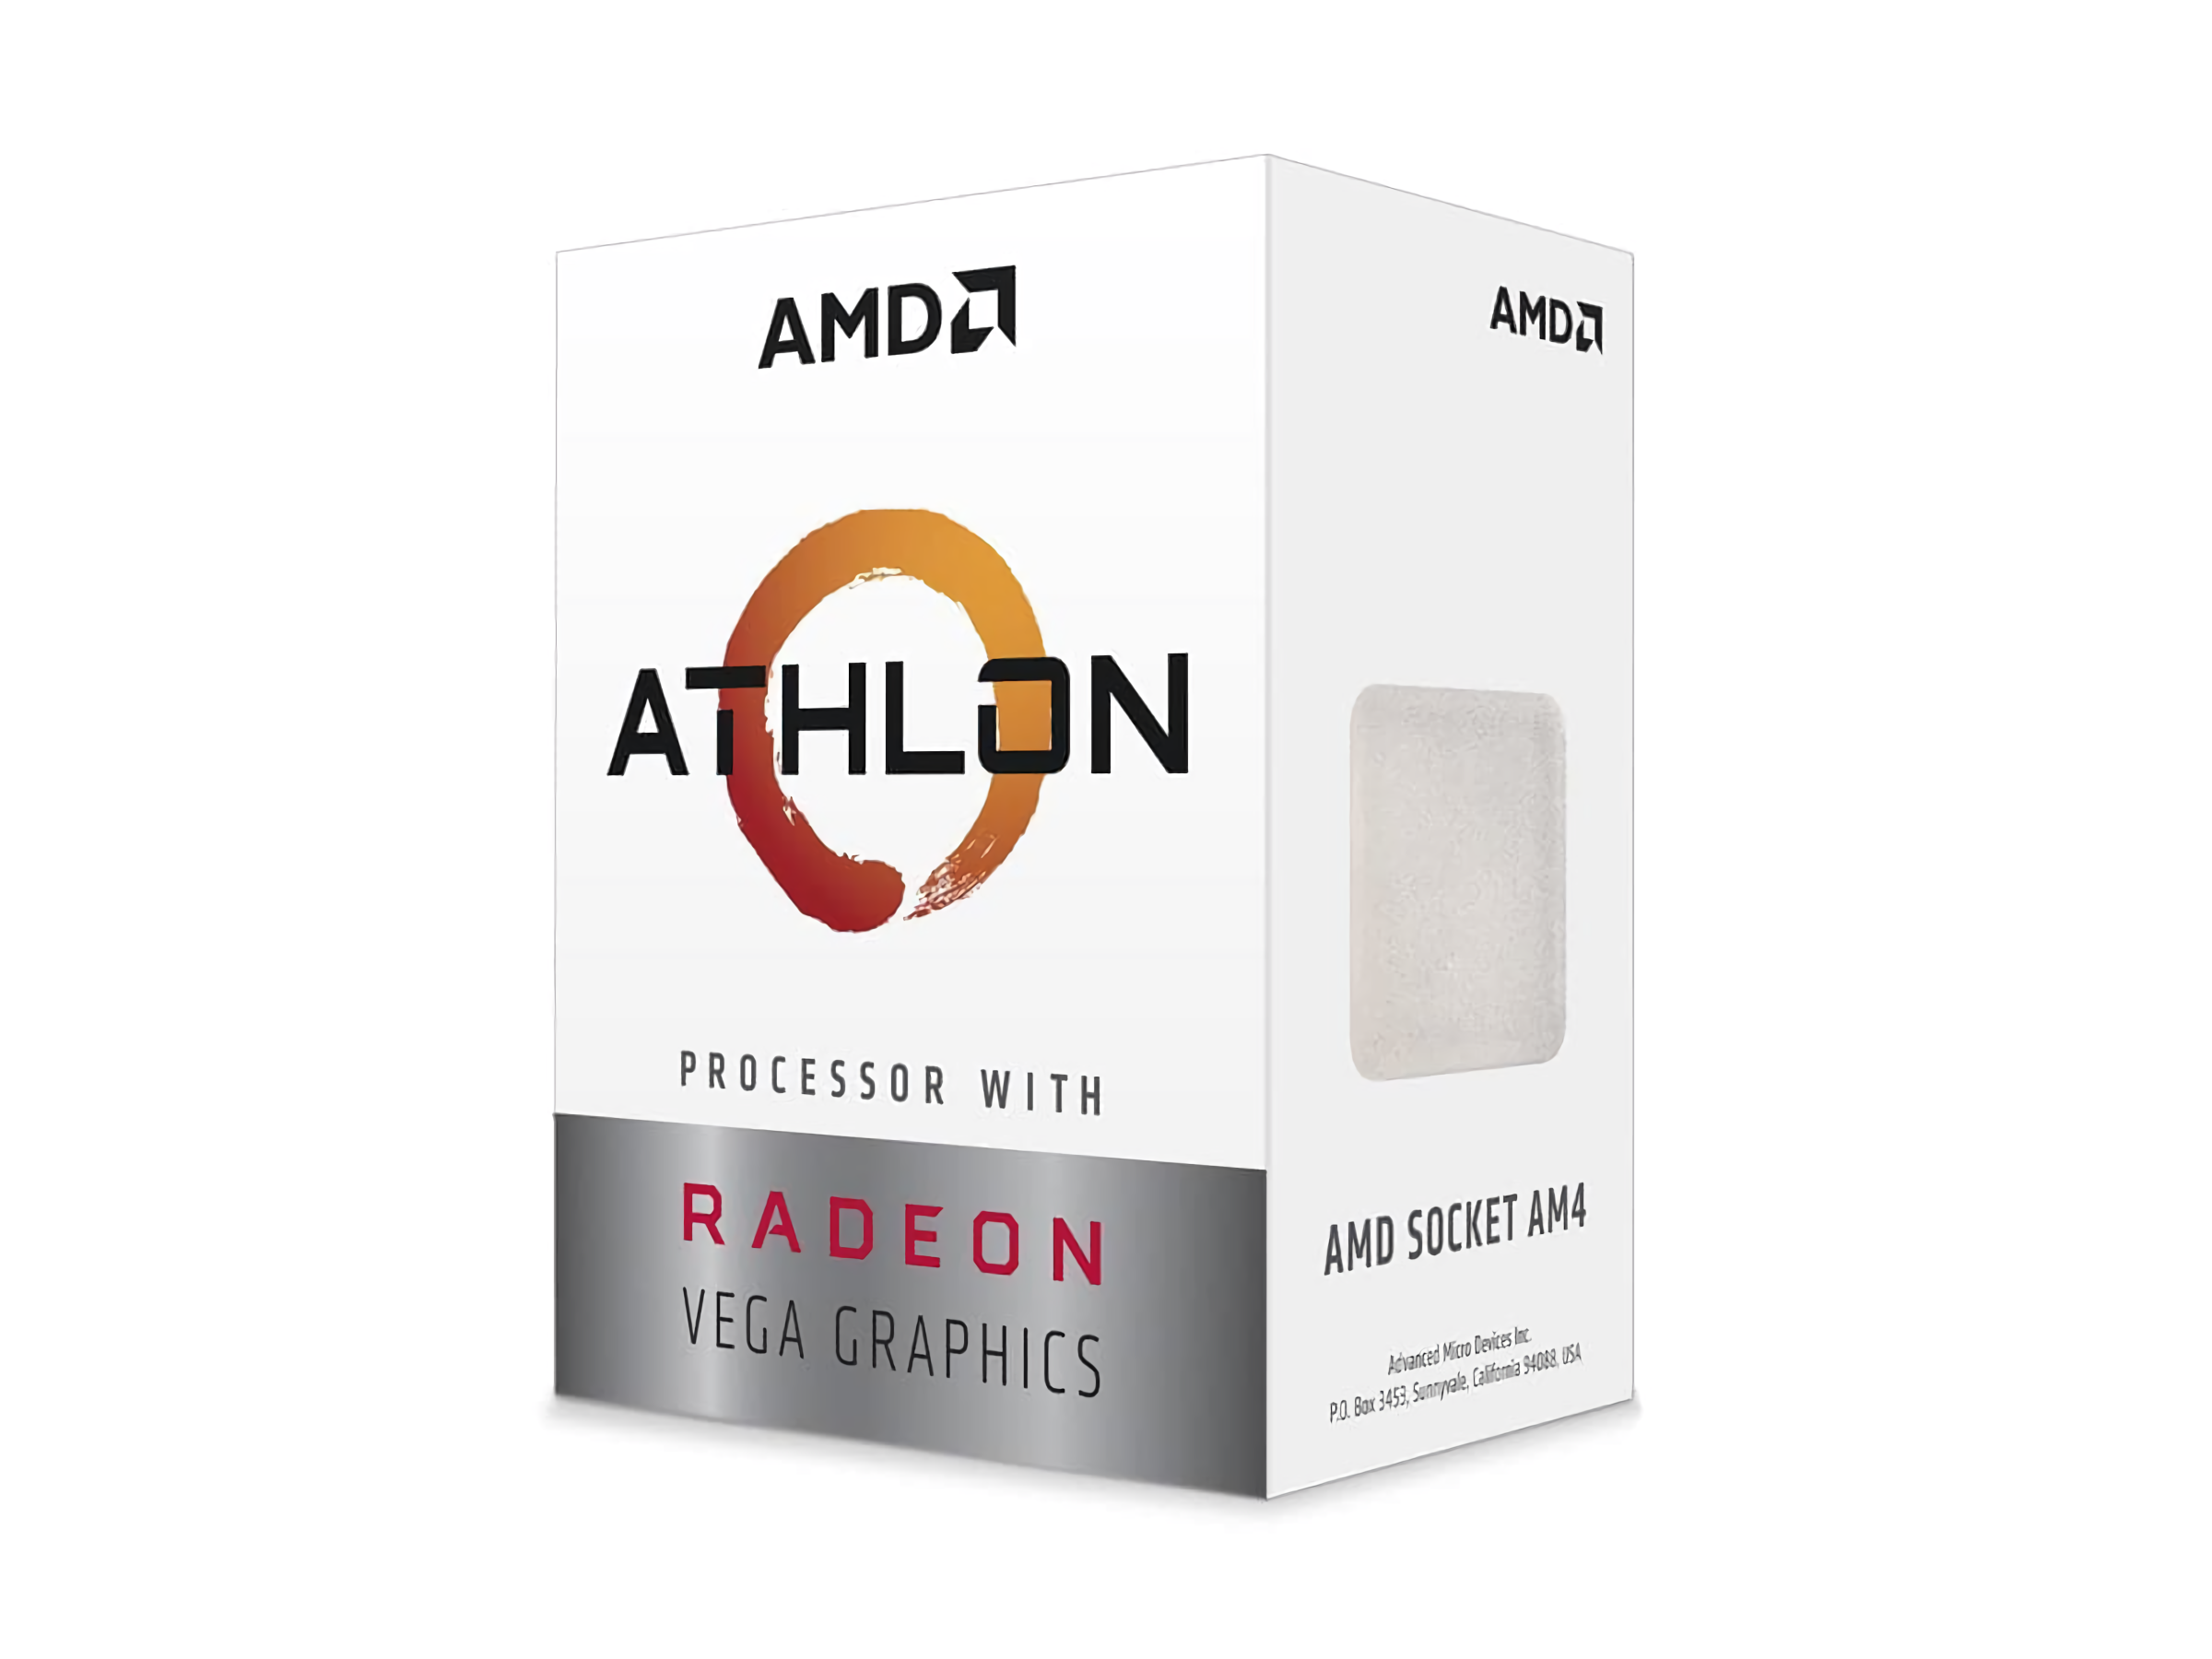 AMD
ATHLON
PROCESSOR WITH
RADEON
VEGA GRAPHICS
AMD
AMD SOCKET AM4
Advanced Micro Devices Inc.
P.O. Box 3453, Sunnyvale, California 94088, USA